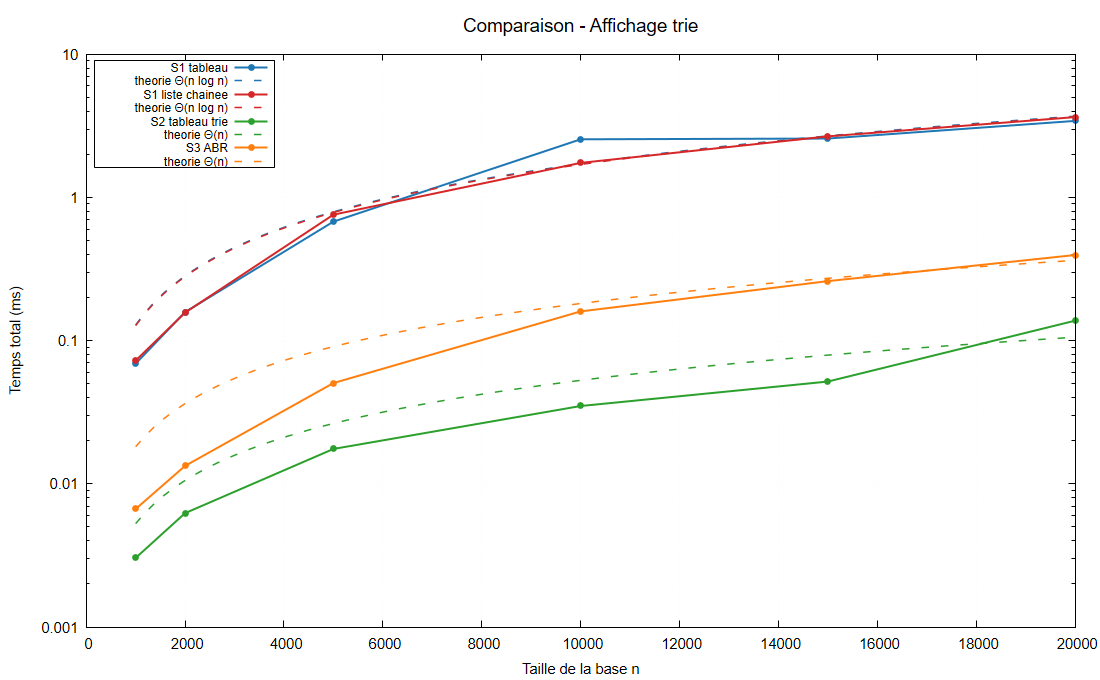 Comparaison - Affichage trie
10
1
0.1
0.01
0.001
Temps total (ms)
S1 tableau
theorie Θ(n log n)
S1 liste chainee
theorie Θ(n log n)
S2 tableau trie
theorie Θ(n)
S3 ABR
theorie Θ(n)
0 2000 4000 6000 8000 10000 12000 14000 16000 18000 20000
Taille de la base n